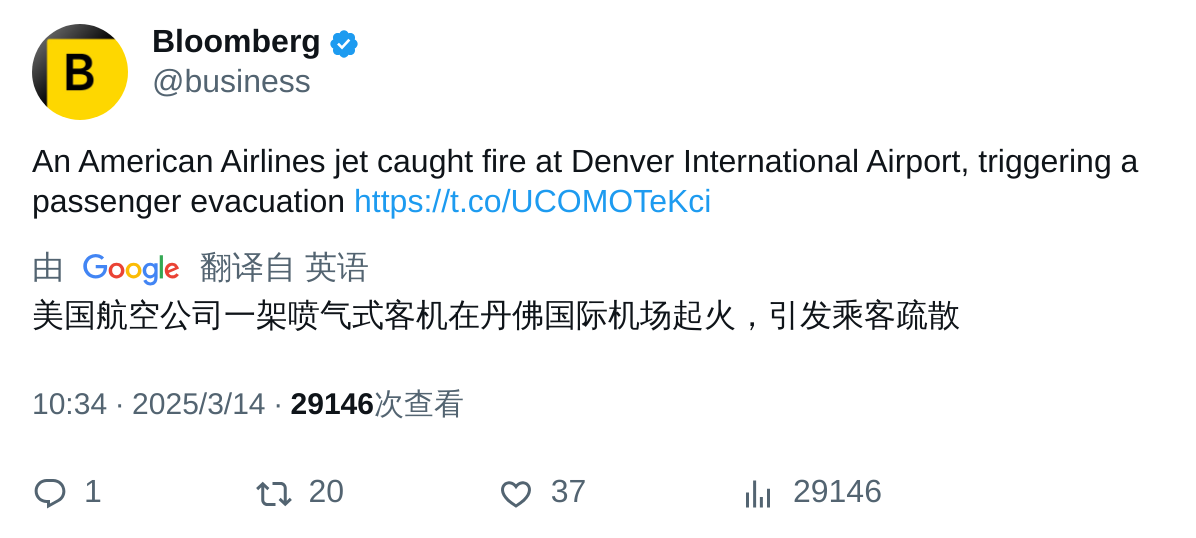 B
Bloomberg
@business
An American Airlines jet caught fire at Denver International Airport, triggering a
passenger evacuation https://t.co/UCOMOTeKci
由 Google 翻译自 英语
美国航空公司一架喷气式客机在丹佛国际机场起火，引发乘客疏散
10:34 · 2025/3/14 · 29146次查看
1 20 37 29146